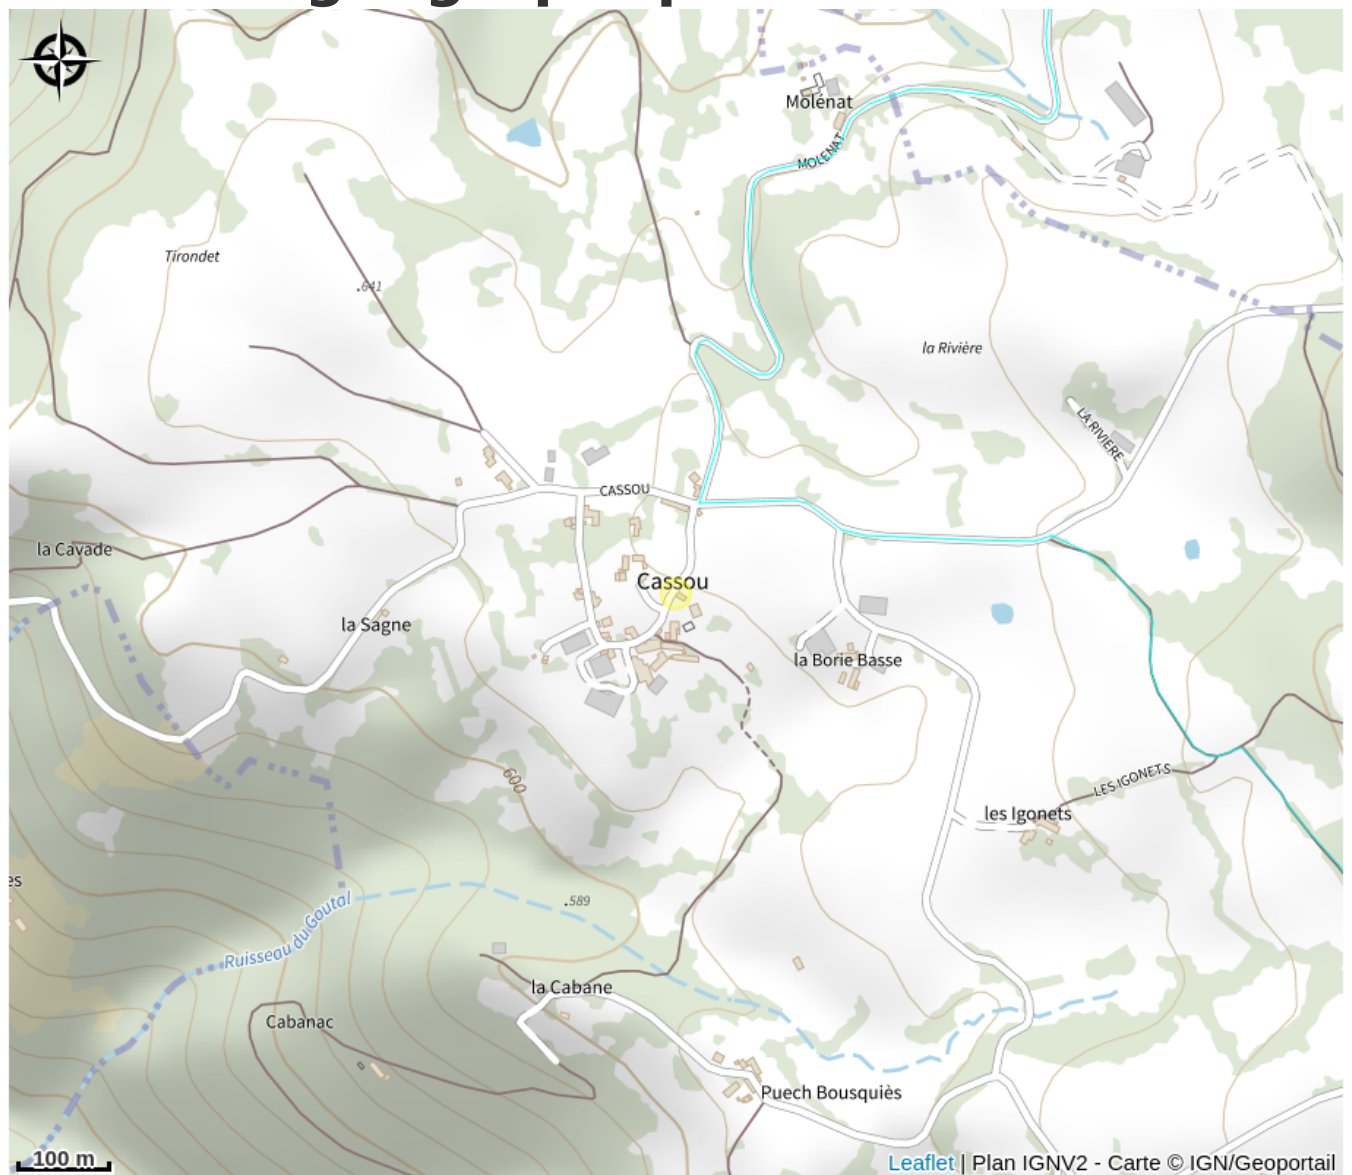 Molénat
MOLENAT
Tirondet
.641
la Rivière
LA RIVIERE
CASSOU
la Cavade
Cassou
la Sagne
la Borie Basse
600
LES IGONETS
les Igonets
es
.589
Ruisseau du Goutal
la Cabane
Cabanac
Puech Bousquiès
100 m
Leaflet | Plan IGNV2 - Carte © IGN/Geoportail